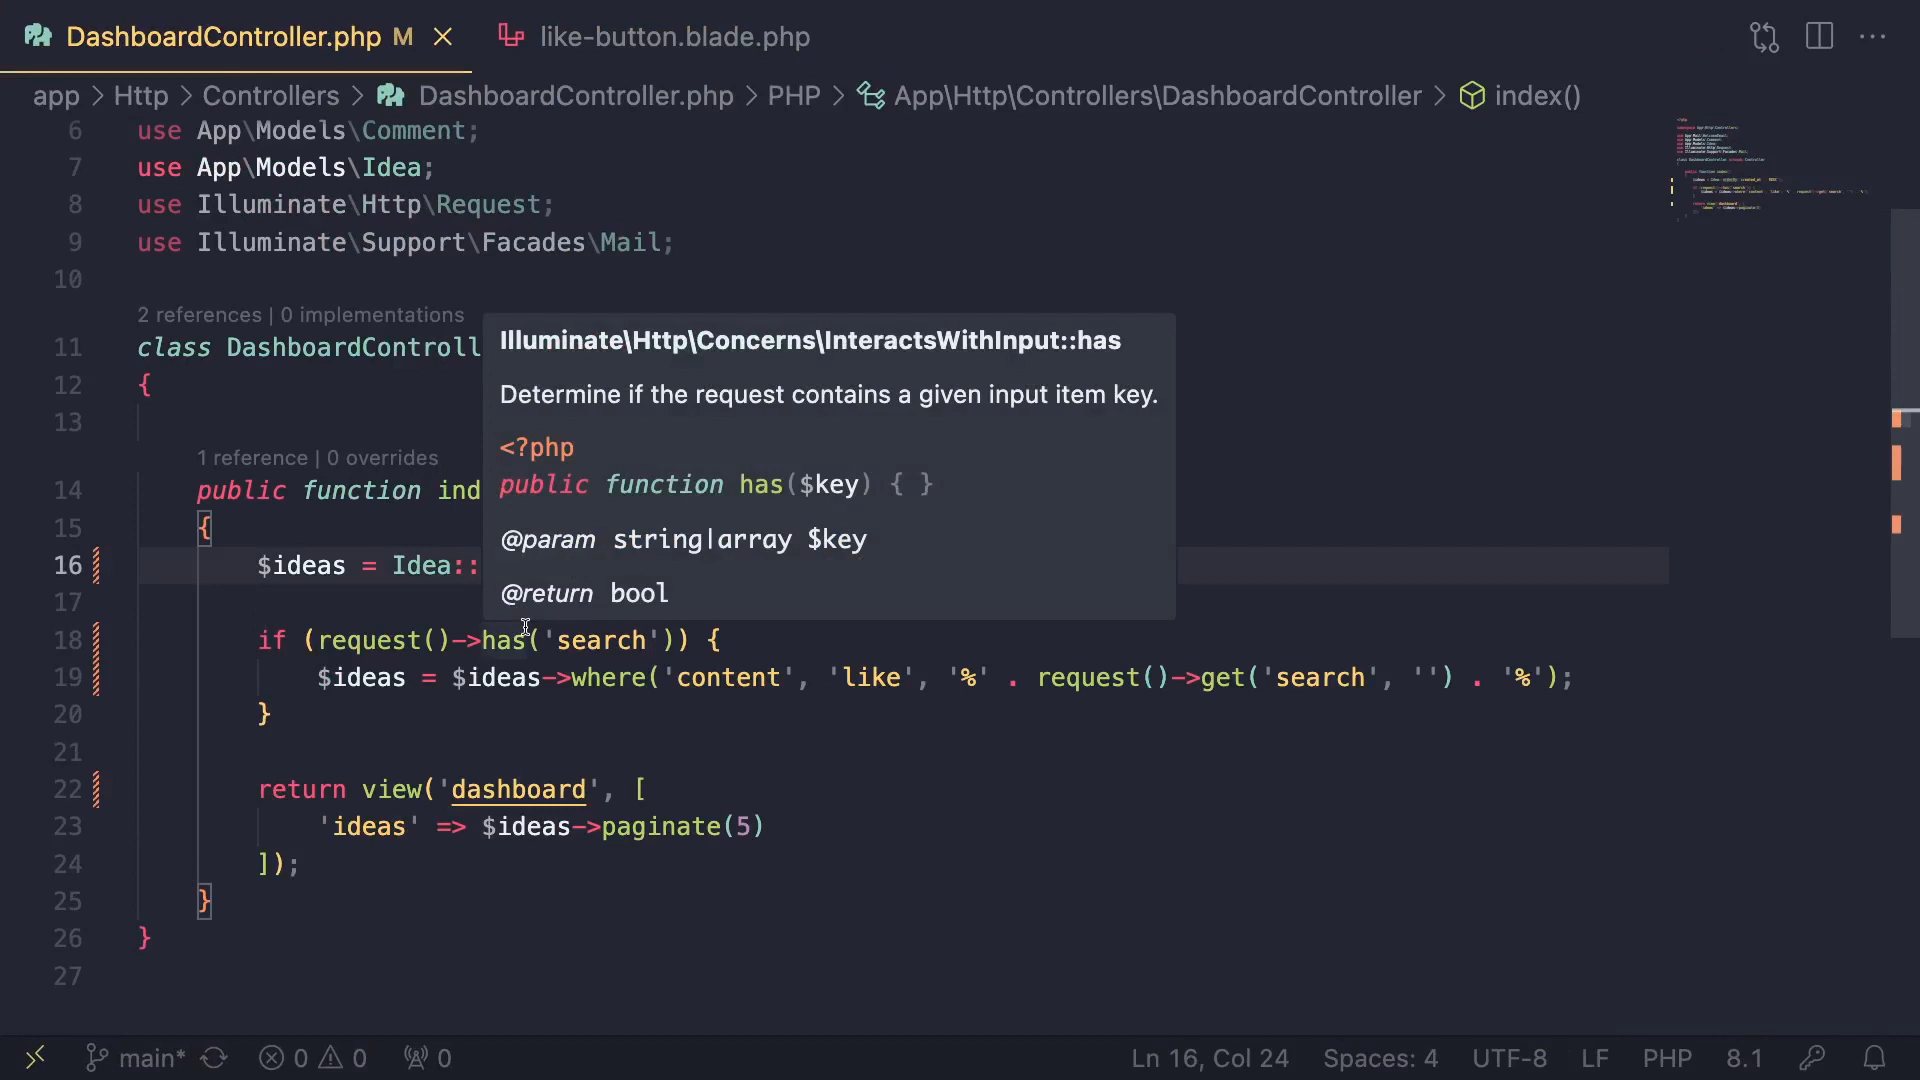 DashboardController.php M
like-button.blade.php
app > Http > Controllers > DashboardController.php > PHP > App\Http\Controllers\DashboardController > index()
6 use App\Models\Comment;
7 use App\Models\Idea;
8 use Illuminate\Http\Request;
9 use Illuminate\Support\Facades\Mail;
10
2 references | 0 implementations
11 class DashboardControll
12 {
13
1 reference | 0 overrides
14 public function ind
15 {
16 $ideas = Idea::
17
Illuminate\Http\Concerns\InteractsWithInput::has
Determine if the request contains a given input item key.
<?php
public function has($key) { }
@param string|array $key
@return bool
18 if (request()->has('search')) {
19 $ideas = $ideas->where('content', 'like', '%' . request()->get('search', '') . '%');
20 }
21
22 return view('dashboard', [
23 'ideas' => $ideas->paginate(5)
24 ]);
25 }
26 }
27
main* 0 0 0 Ln 16, Col 24 Spaces: 4 UTF-8 LF PHP 8.1